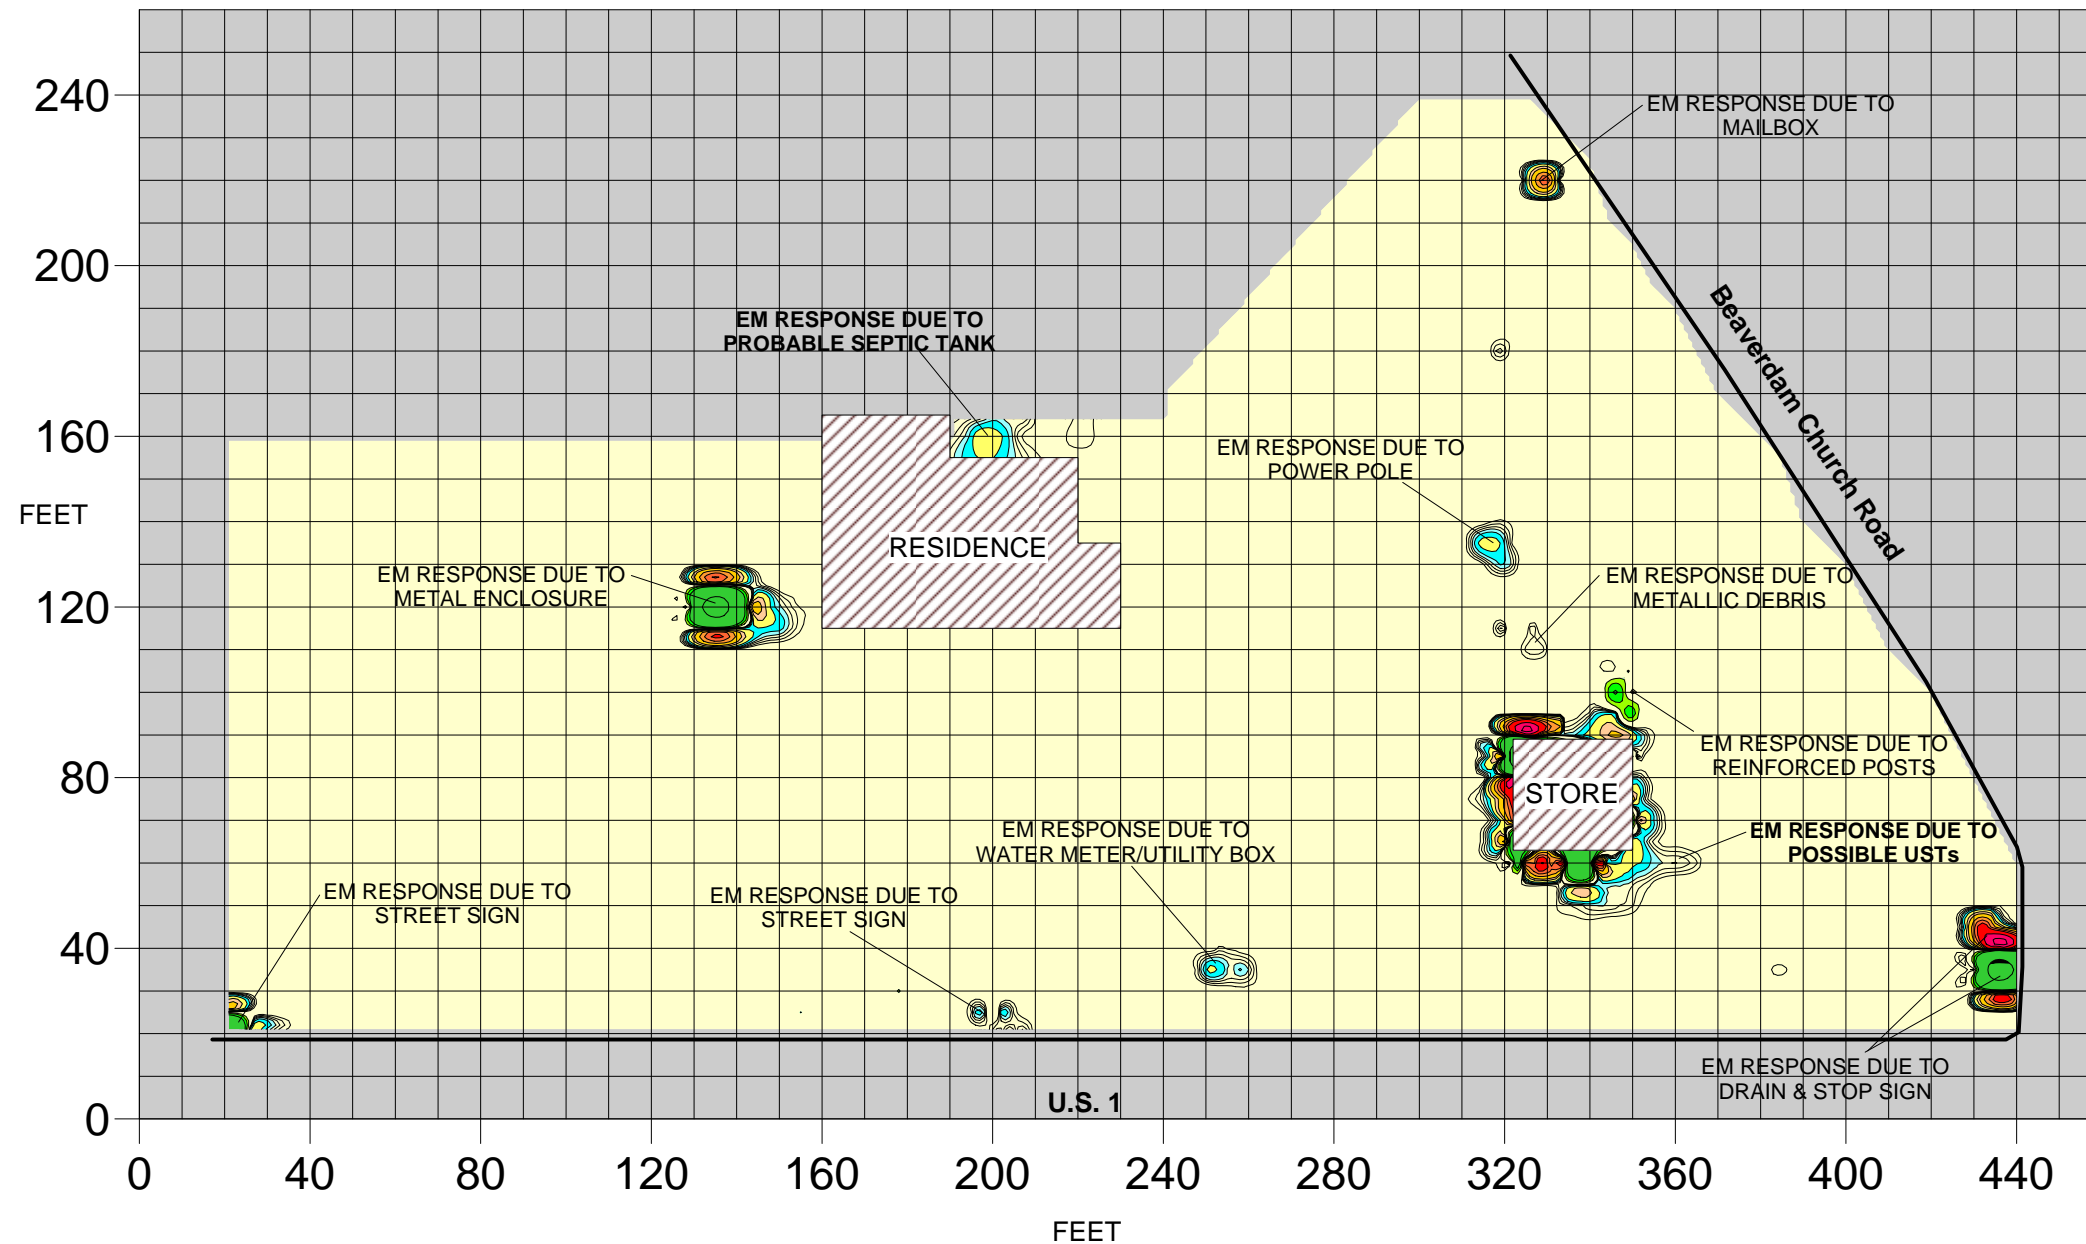 240
EM RESPONSE DUE TO
MAILBOX
200
Beaverdam Church Road
EM RESPONSE DUE TO
PROBABLE SEPTIC TANK
160
EM RESPONSE DUE TO
POWER POLE
FEET
RESIDENCE
EM RESPONSE DUE TO
METAL ENCLOSURE
EM RESPONSE DUE TO
METALLIC DEBRIS
120
EM RESPONSE DUE TO
REINFORCED POSTS
80
STORE
EM RESPONSE DUE TO
WATER METER/UTILITY BOX
EM RESPONSE DUE TO
POSSIBLE USTs
EM RESPONSE DUE TO
STREET SIGN
EM RESPONSE DUE TO
STREET SIGN
40
EM RESPONSE DUE TO
DRAIN & STOP SIGN
U.S. 1
0
0 40 80 120 160 200 240 280 320 360 400 440
FEET